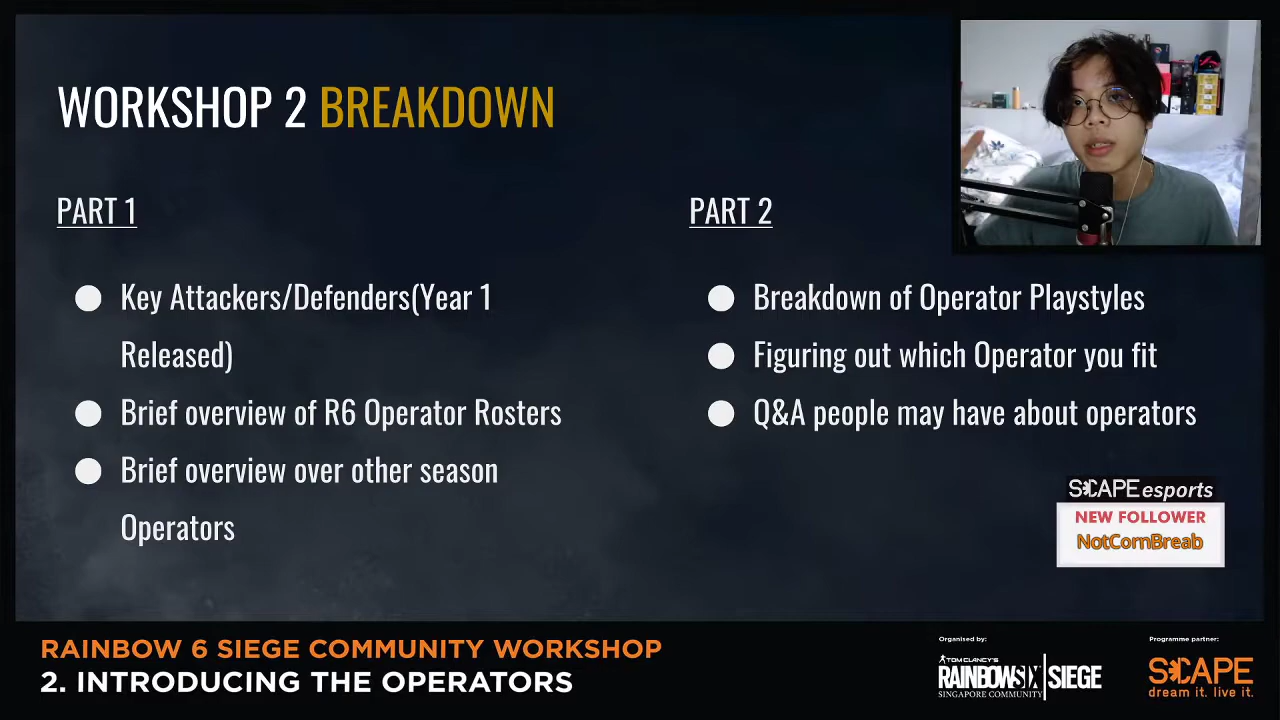 WORKSHOP 2 BREAKDOWN
PART 1
Key Attackers/Defenders(Year 1
Released)
Brief overview of R6 Operator Rosters
Brief overview over other season
Operators
PART 2
Breakdown of Operator Playstyles
Figuring out which Operator you fit
Q&A people may have about operators
SCAPE esports
NEW FOLLOWER
NotCornBreab
RAINBOW 6 SIEGE COMMUNITY WORKSHOP
2. INTRODUCING THE OPERATORS
Organised by:
TOM CLANCY'S
RAINBOWSIX SIEGE
SINGAPORE COMMUNITY
Programme partner:
SCAPE
dream it. live it.